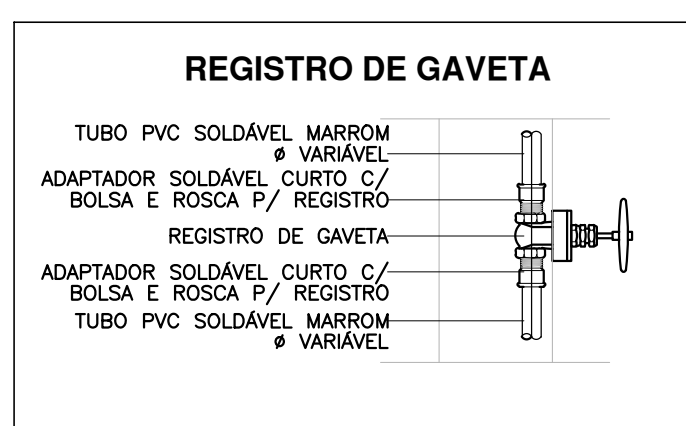 REGISTRO DE GAVETA
TUBO PVC SOLDÁVEL MARROM
ø VARIÁVEL
ADAPTADOR SOLDÁVEL CURTO C/
BOLSA E ROSCA P/ REGISTRO
REGISTRO DE GAVETA
ADAPTADOR SOLDÁVEL CURTO C/
BOLSA E ROSCA P/ REGISTRO
TUBO PVC SOLDÁVEL MARROM
ø VARIÁVEL